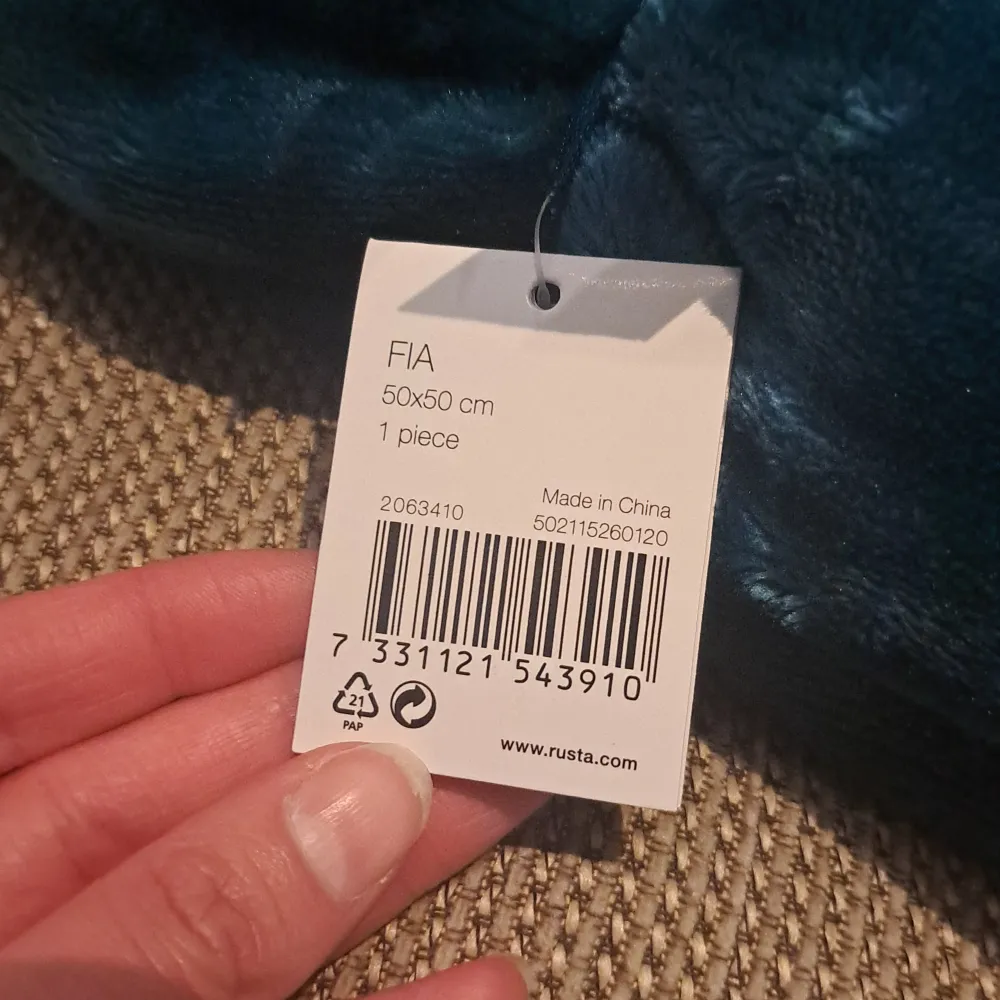 FIA
50x50 cm
1 piece
2063410
Made in China
502115260120
7 331121 543910
21
PAP
www.rusta.com